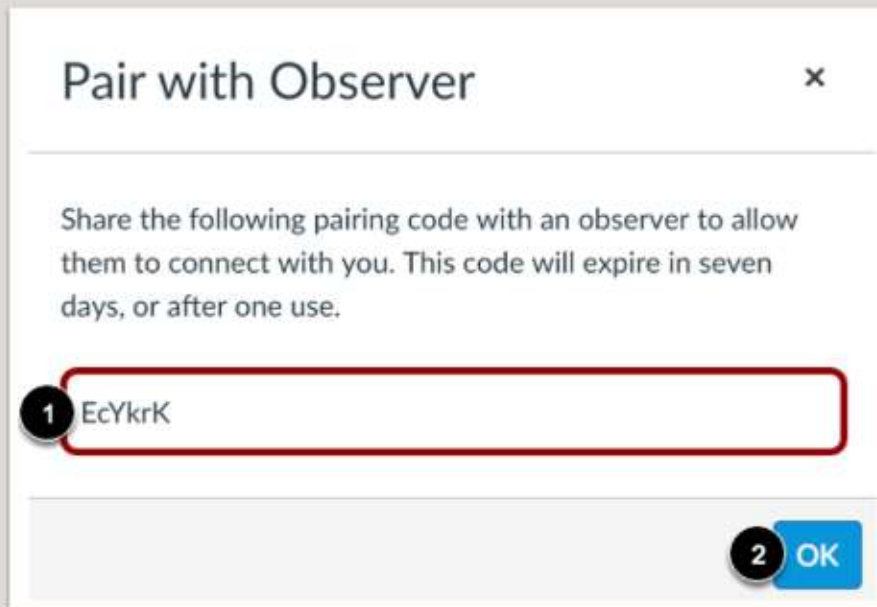 Pair with Observer ×
Share the following pairing code with an observer to allow
them to connect with you. This code will expire in seven
days, or after one use.
1 EcYkrK
2 OK